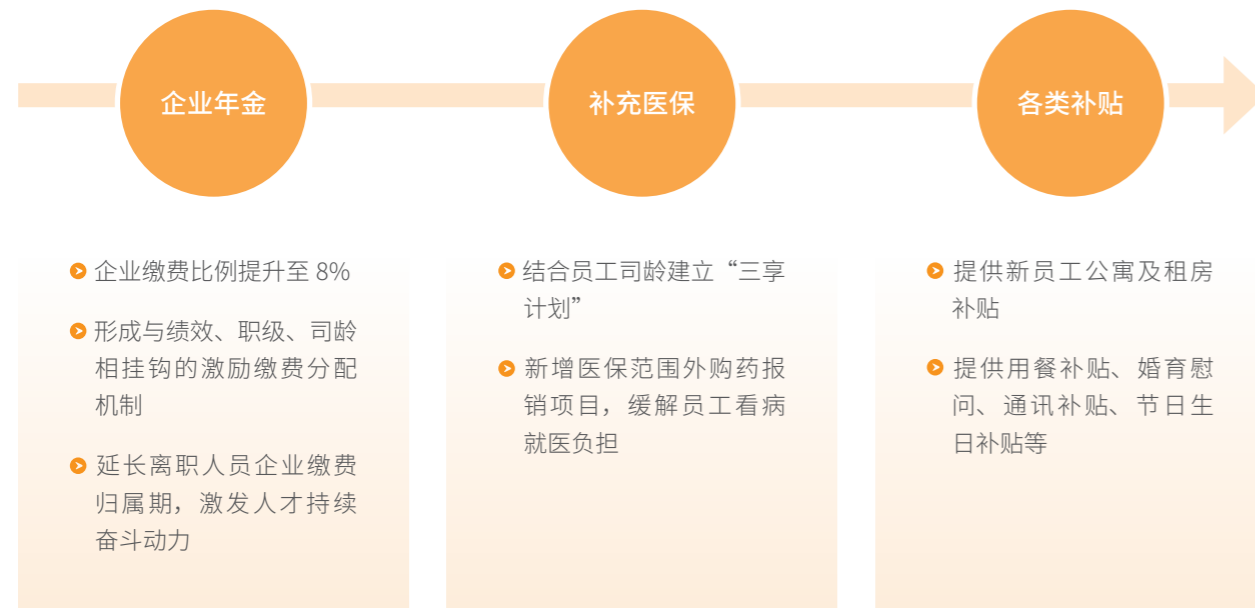 企业年金
企业缴费比例提升至 8%
形成与绩效、职级、司龄
相挂钩的激励缴费分配
机制
延长离职人员企业缴费
归属期，激发人才持续
奋斗动力
补充医保
结合员工司龄建立“三享
计划”
新增医保范围外购药报
销项目，缓解员工看病
就医负担
各类补贴
提供新员工公寓及租房
补贴
提供用餐补贴、婚育慰
问、通讯补贴、节日生
日补贴等